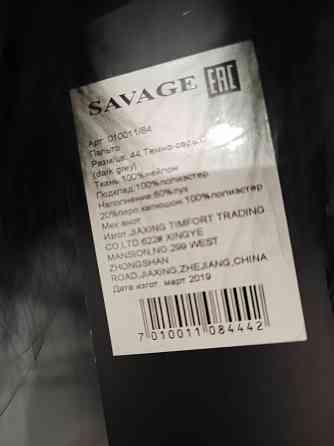 SAVAGE EAC
Арт. 010011/84
Пальто
Разм/цв: 44,Темно-серый
(dark grey)
Ткань:100%нейлон
Подклад:100%полиэстер
Наполнение:80%пух
20%перо,капюшон:100%полиэстер
Мех:енот
Изгот.JIAXING TIMFORT TRADING
CO,LTD.622# XINGYE
MANSION,NO.299 WEST
ZHONGSHAN
ROAD,JIAXING,ZHEJIANG,CHINA
Дата изгот. март 2019
7 010011 084442